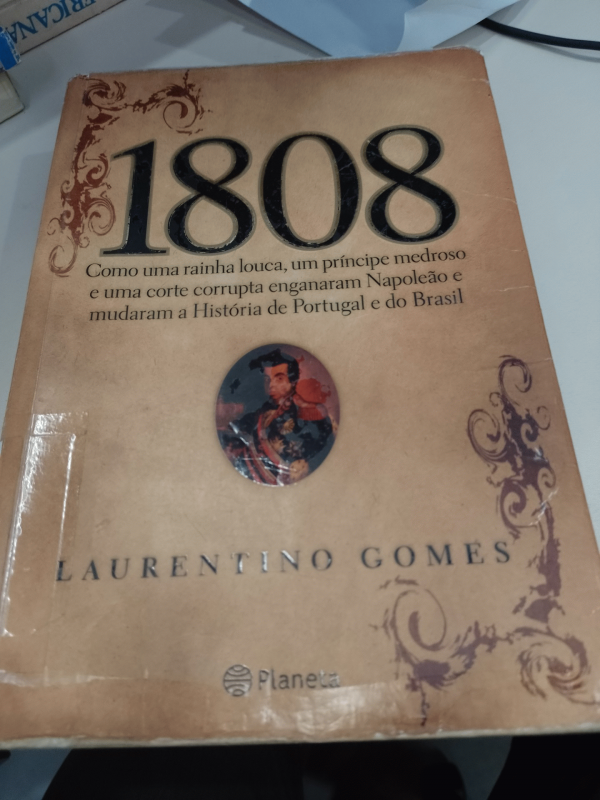 ERICANA
1808
Como uma rainha louca, um príncipe medroso
e uma corte corrupta enganaram Napoleão e
mudaram a História de Portugal e do Brasil
LAURENTINO GOMES
Planeta